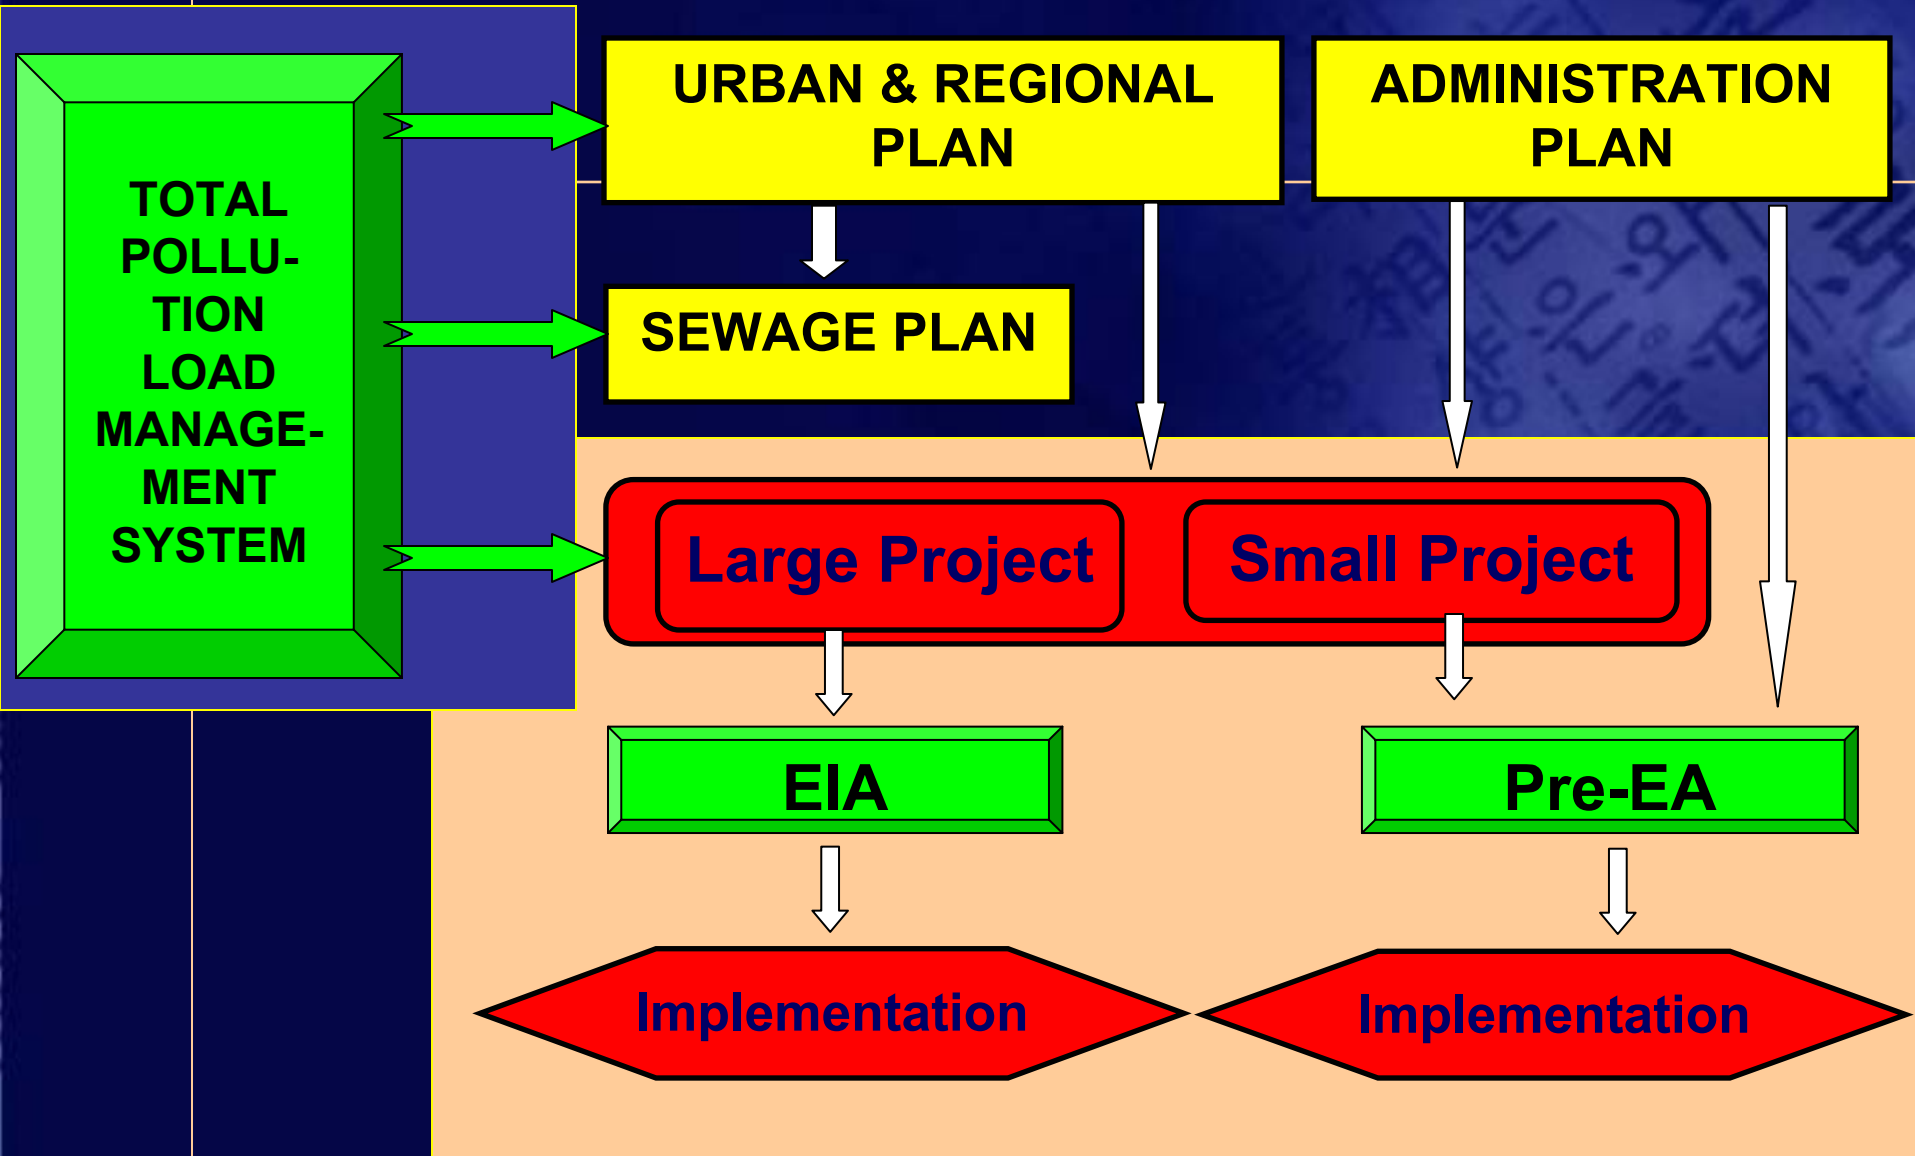 TOTAL
POLLU-
TION
LOAD
MANAGE-
MENT
SYSTEM
URBAN & REGIONAL
PLAN
ADMINISTRATION
PLAN
SEWAGE PLAN
Large Project
Small Project
EIA
Pre-EA
Implementation
Implementation